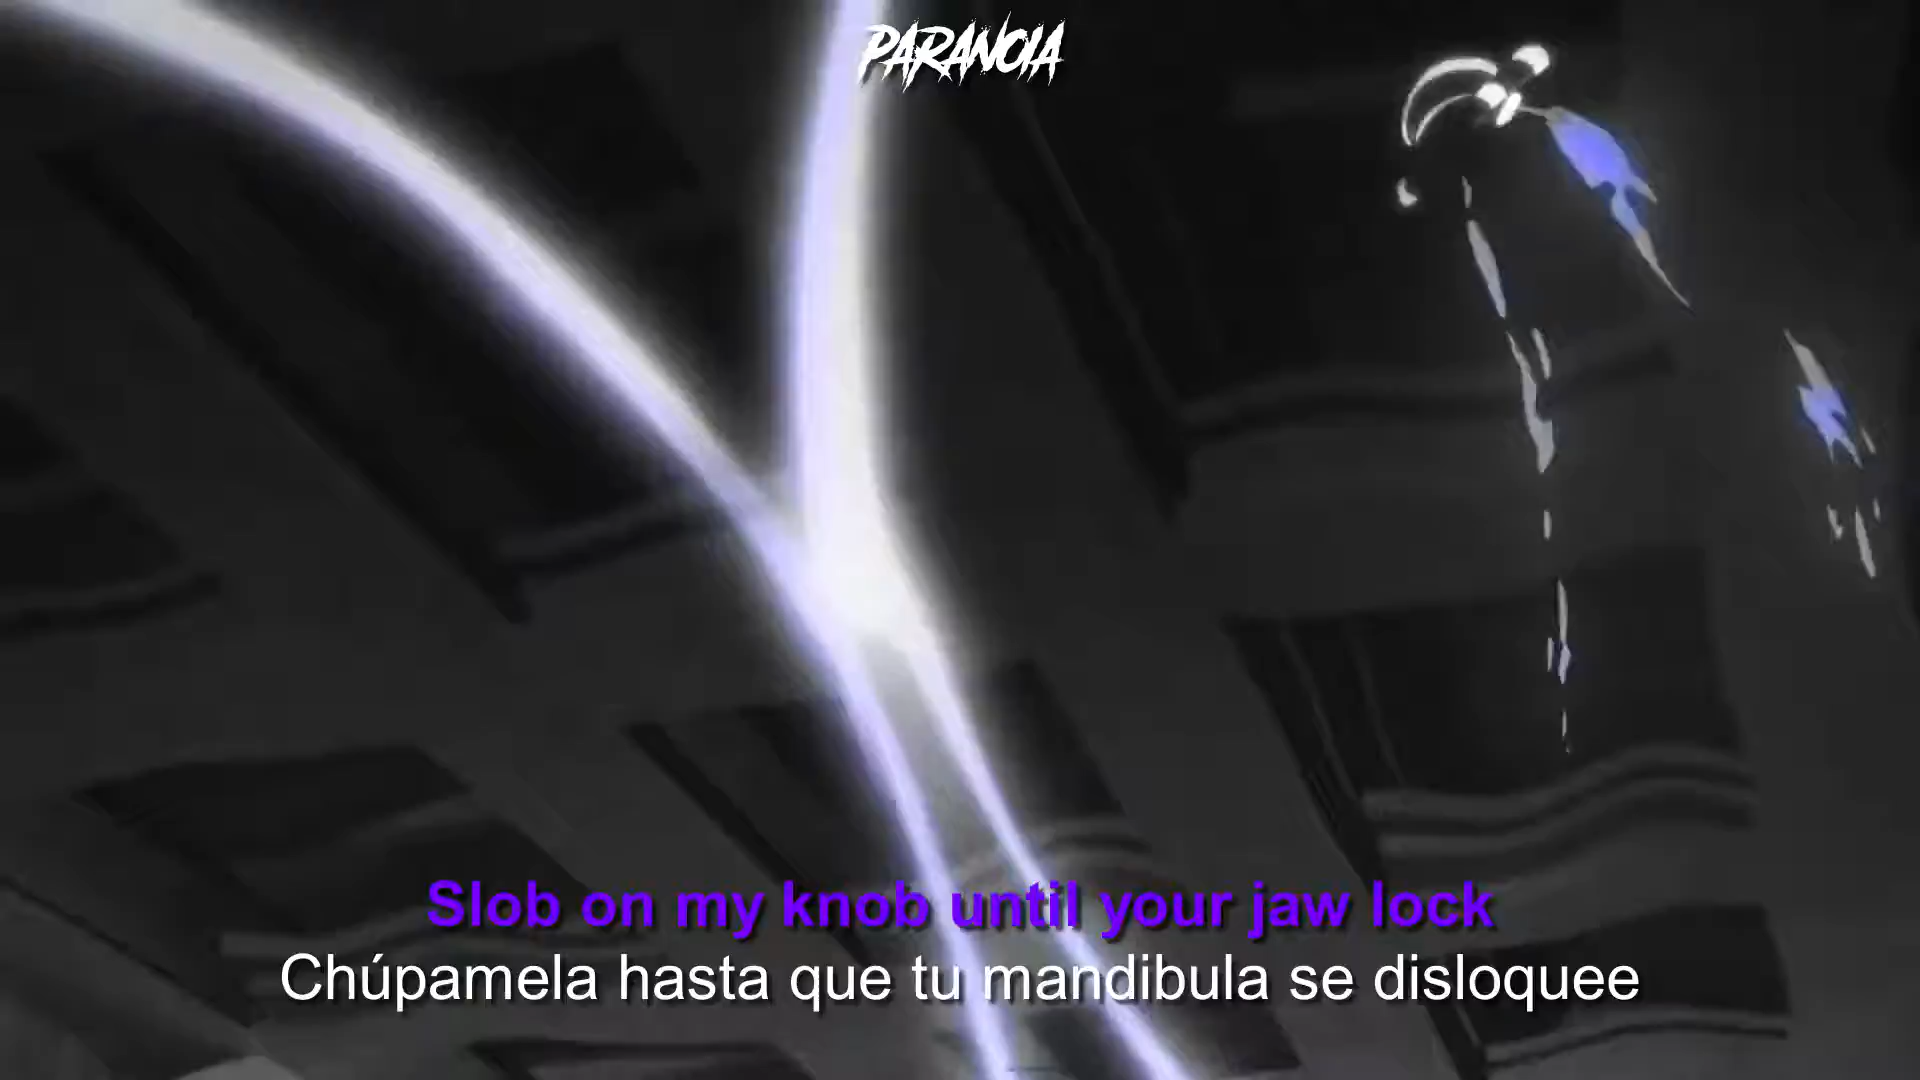 PARANOIA
Slob on my knob until your jaw lock
Chúpamela hasta que tu mandibula se disloquee